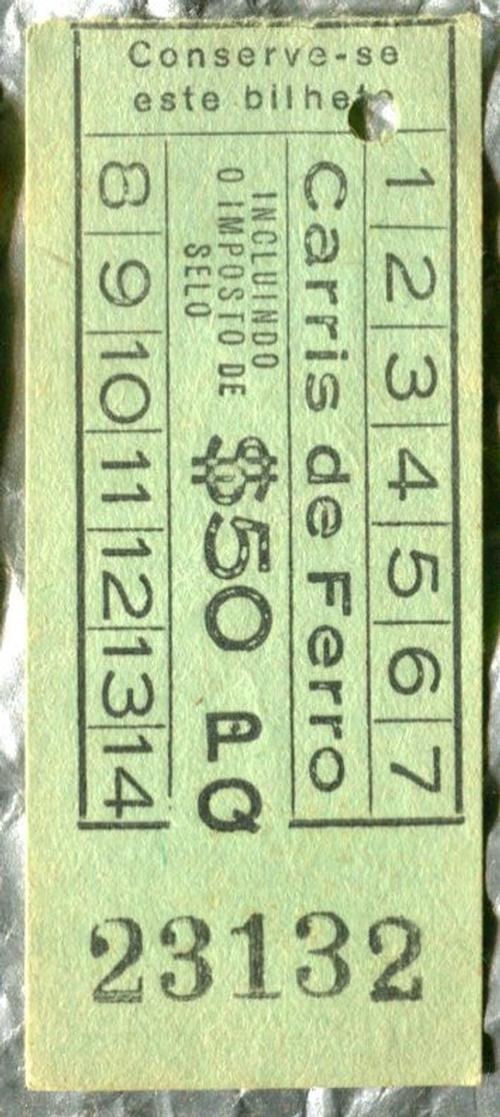 Conserve-se
este bilhete
1 2 3 4 5 6 7
Carris de Ferro
INCLUINDO
O IMPOSTO DE
SELO
$50 P Q
8 9 10 11 12 13 14
23132